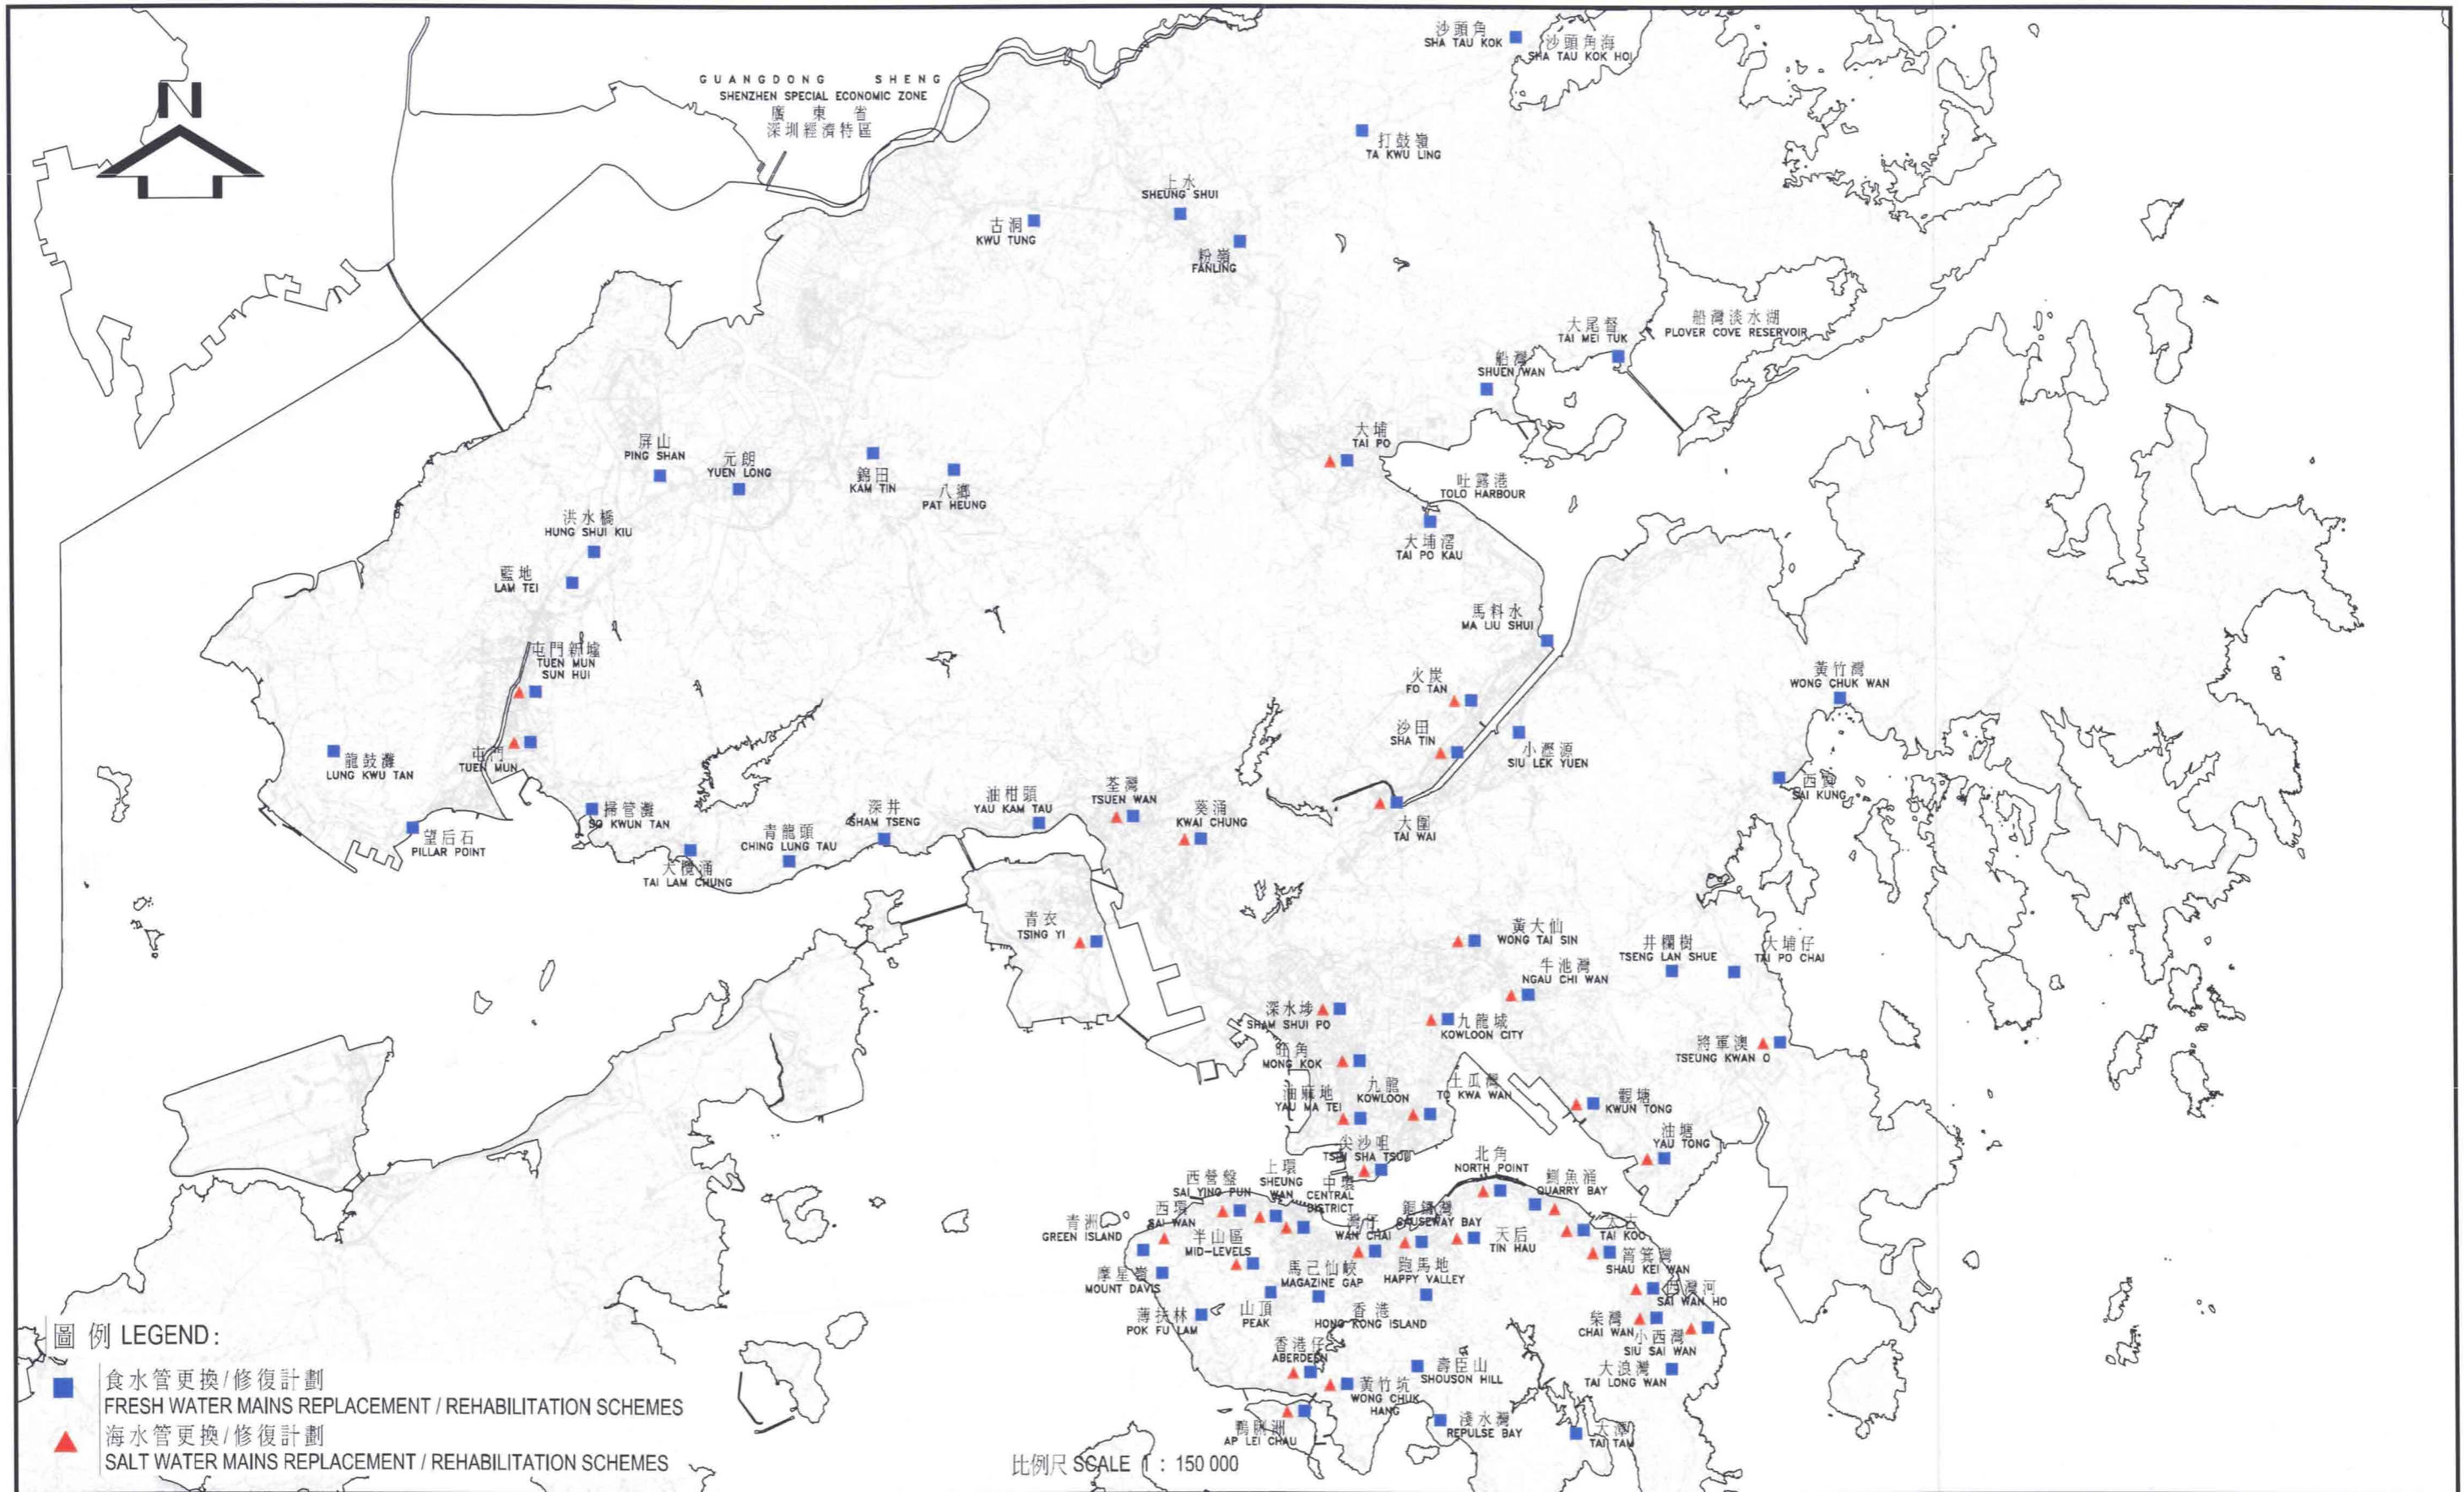 沙頭角
SHA TAU KOK
沙頭角海
SHA TAU KOK HOI
N
GUANGDONG SHENG
SHENZHEN SPECIAL ECONOMIC ZONE
廣東省
深圳經濟特區
打鼓嶺
TA KWU LING
上水
SHEUNG SHUI
古洞
KWU TUNG
粉嶺
FANLING
大尾督
TAI MEI TUK
船灣淡水湖
PLOVER COVE RESERVOIR
船灣
SHUEN WAN
屏山
PING SHAN
元朗
YUEN LONG
錦田
KAM TIN
八鄉
PAT HEUNG
大埔
TAI PO
吐露港
TOLO HARBOUR
洪水橋
HUNG SHUI KIU
大埔滘
TAI PO KAU
藍地
LAM TEI
馬料水
MA LIU SHUI
屯門新墟
TUEN MUN
SUN HUI
火炭
FO TAN
黃竹灣
WONG CHUK WAN
沙田
SHA TIN
小瀝源
SIU LEK YUEN
龍鼓灘
LUNG KWU TAN
屯門
TUEN MUN
西貢
SAI KUNG
掃管灘
SO KWUN TAN
深井
SHAM TSENG
油柑頭
YAU KAM TAU
荃灣
TSUEN WAN
葵涌
KWAI CHUNG
大圍
TAI WAI
望后石
PILLAR POINT
青龍頭
CHING LUNG TAU
大欖涌
TAI LAM CHUNG
青衣
TSING YI
黃大仙
WONG TAI SIN
井欄樹
TSENG LAN SHUE
大埔仔
TAI PO CHAI
牛池灣
NGAU CHI WAN
深水埗
SHAM SHUI PO
九龍城
KOWLOON CITY
將軍澳
TSEUNG KWAN O
旺角
MONG KOK
油麻地
YAU MA TEI
九龍
KOWLOON
土瓜灣
TO KWA WAN
觀塘
KWUN TONG
油塘
YAU TONG
尖沙咀
TSIM SHA TSUI
北角
NORTH POINT
鰂魚涌
QUARRY BAY
西營盤
SAI YING PUN
上環
SHEUNG
WAN
中環
CENTRAL
DISTRICT
西環
SAI WAN
青洲
GREEN ISLAND
半山區
MID-LEVELS
灣仔
WAN CHAI
銅鑼灣
CAUSEWAY BAY
天后
TIN HAU
太古
TAI KOO
筲箕灣
SHAU KEI WAN
摩星嶺
MOUNT DAVIS
馬己仙峽
MAGAZINE GAP
跑馬地
HAPPY VALLEY
西灣河
SAI WAN HO
薄扶林
POK FU LAM
山頂
PEAK
香港
HONG KONG ISLAND
柴灣
CHAI WAN
小西灣
SIU SAI WAN
香港仔
ABERDEEN
壽臣山
SHOUSON HILL
大浪灣
TAI LONG WAN
黃竹坑
WONG CHUK
HANG
鴨脷洲
AP LEI CHAU
淺水灣
REPULSE BAY
大潭
TAI TAM
圖例 LEGEND:
食水管更換/修復計劃
FRESH WATER MAINS REPLACEMENT / REHABILITATION SCHEMES
海水管更換/修復計劃
SALT WATER MAINS REPLACEMENT / REHABILITATION SCHEMES
比例尺 SCALE 1 : 150 000